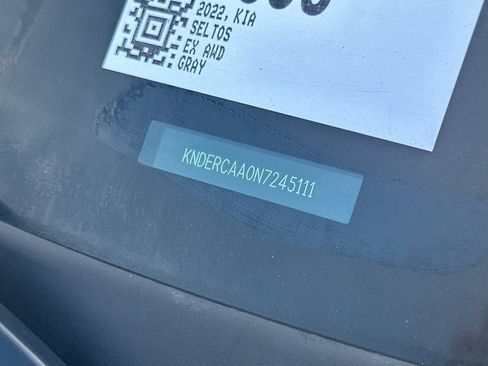 2022, KIA
SELTOS
EX AWD
GRAY
KNDERCAA0N7245111